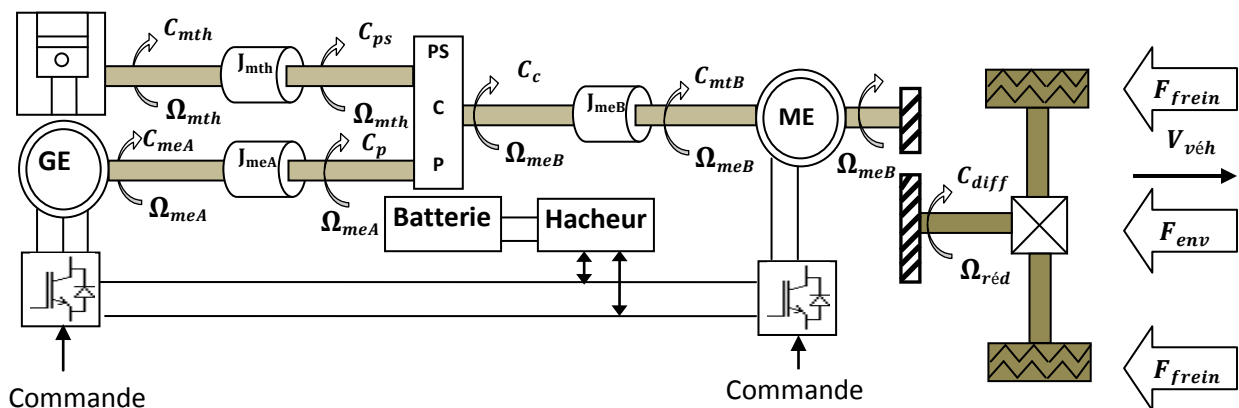 C_mth
C_ps
PS
J_mth
C_c
C_mtB
F_frein
J_meB
Ω_mth
Ω_mth
C
ME
V_véh
C_meA
C_p
GE
J_meA
P
Ω_meB
Ω_meB
Ω_meB
C_diff
Ω_meA
Ω_meA
Batterie
Hacheur
F_env
Ω_réd
F_frein
Commande
Commande